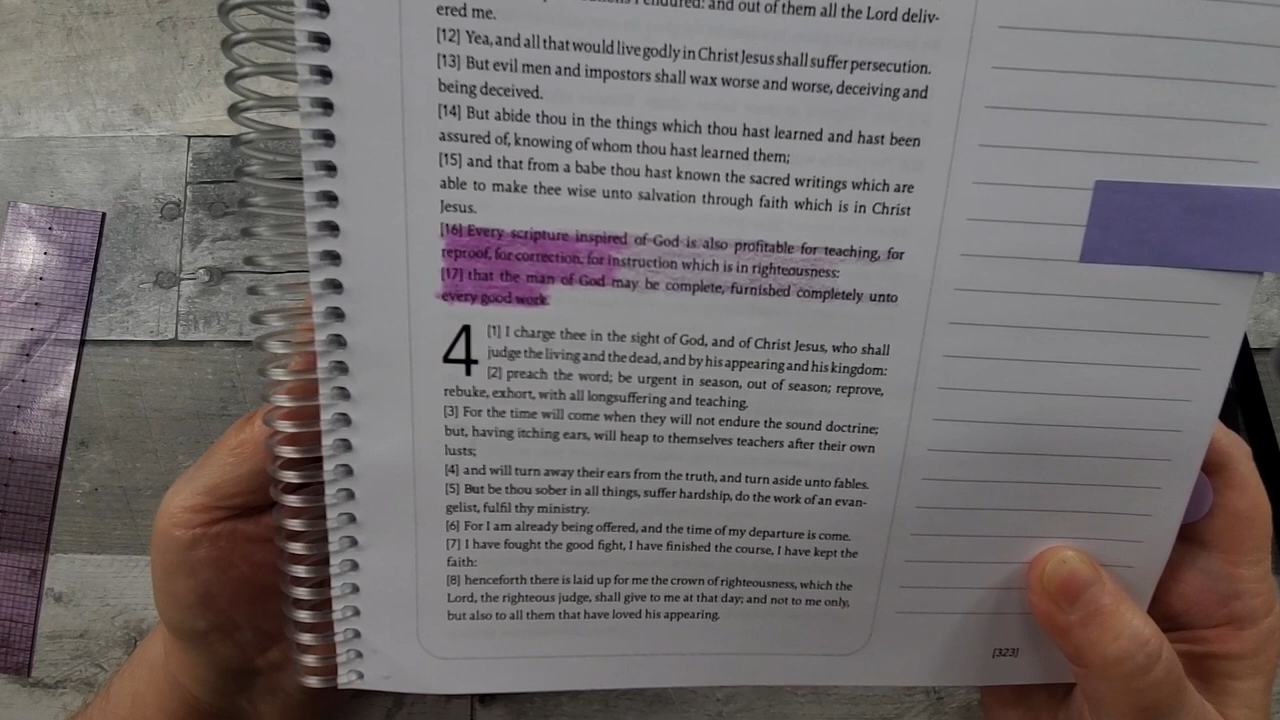 endured: and out of them all the Lord deliv-
ered me.
[12] Yea, and all that would live godly in Christ Jesus shall suffer persecution.
[13] But evil men and impostors shall wax worse and worse, deceiving and
being deceived.
[14] But abide thou in the things which thou hast learned and hast been
assured of, knowing of whom thou hast learned them;
[15] and that from a babe thou hast known the sacred writings which are
able to make thee wise unto salvation through faith which is in Christ
Jesus.
[16] Every scripture inspired of God is also profitable for teaching, for
reproof, for correction, for instruction which is in righteousness:
[17] that the man of God may be complete, furnished completely unto
every good work.
4 [1] I charge thee in the sight of God, and of Christ Jesus, who shall
judge the living and the dead, and by his appearing and his kingdom:
[2] preach the word; be urgent in season, out of season; reprove,
rebuke, exhort, with all longsuffering and teaching.
[3] For the time will come when they will not endure the sound doctrine;
but, having itching ears, will heap to themselves teachers after their own
lusts;
[4] and will turn away their ears from the truth, and turn aside unto fables.
[5] But be thou sober in all things, suffer hardship, do the work of an evan-
gelist, fulfil thy ministry.
[6] For I am already being offered, and the time of my departure is come.
[7] I have fought the good fight, I have finished the course, I have kept the
faith:
[8] henceforth there is laid up for me the crown of righteousness, which the
Lord, the righteous judge, shall give to me at that day; and not to me only,
but also to all them that have loved his appearing.
[323]